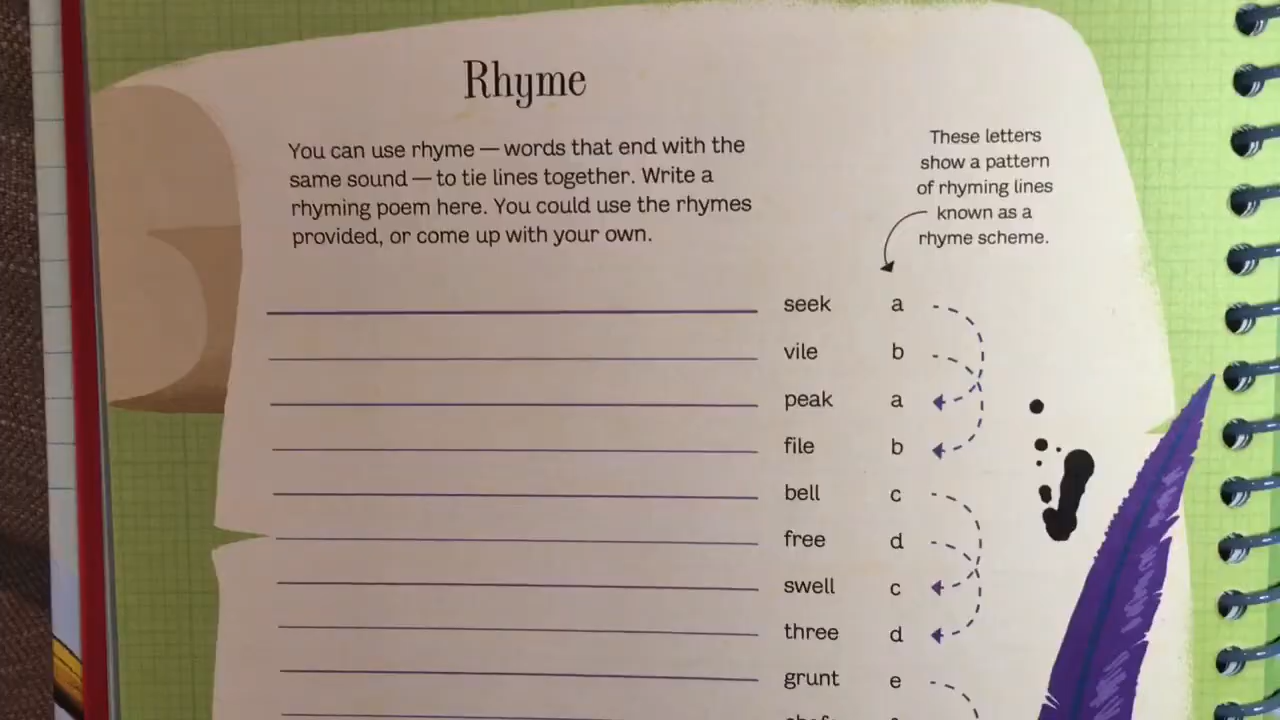 Rhyme
You can use rhyme — words that end with the
same sound — to tie lines together. Write a
rhyming poem here. You could use the rhymes
provided, or come up with your own.
These letters
show a pattern
of rhyming lines
known as a
rhyme scheme.
seek a
vile b
peak a
file b
bell c
free d
swell c
three d
grunt e